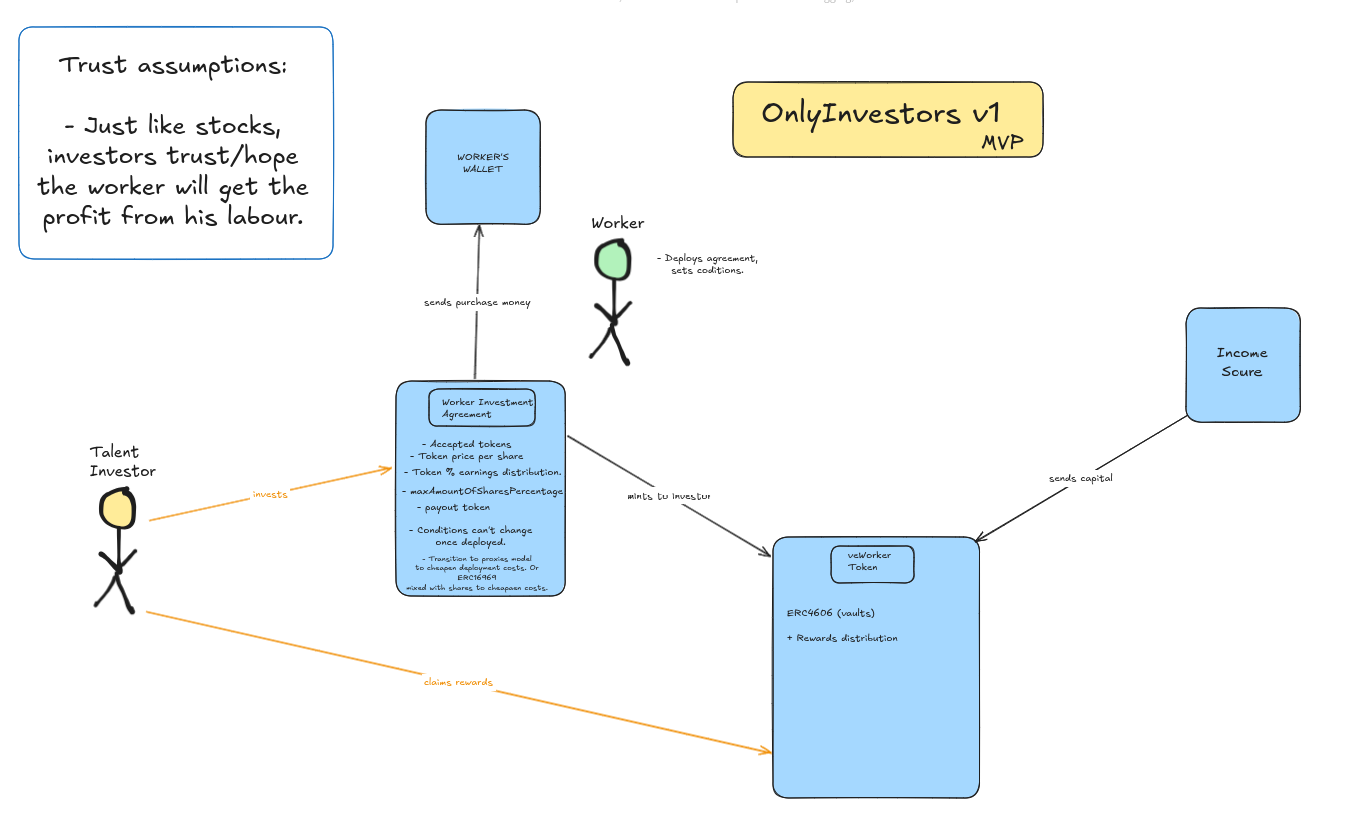 Trust assumptions:
- Just like stocks,
investors trust/hope
the worker will get the
profit from his labour.
OnlyInvestors v1
MVP
WORKER'S
WALLET
Worker
- Deploys agreement,
sets coditions.
sends purchase money
Income
Soure
Worker Investment
Agreement
- Accepted tokens
- Token price per share
- Token % earnings distribution.
- maxAmountOfSharesPercentage
- payout token
- Conditions can't change
once deployed.
- Transition to proxies model
to cheapen deployment costs. Or
ERC16969
mixed with shares to cheapaen costs.
Talent
Investor
invests
mints to investor
sends capital
veWorker
Token
ERC4606 (vaults)
+ Rewards distribution
claims rewards